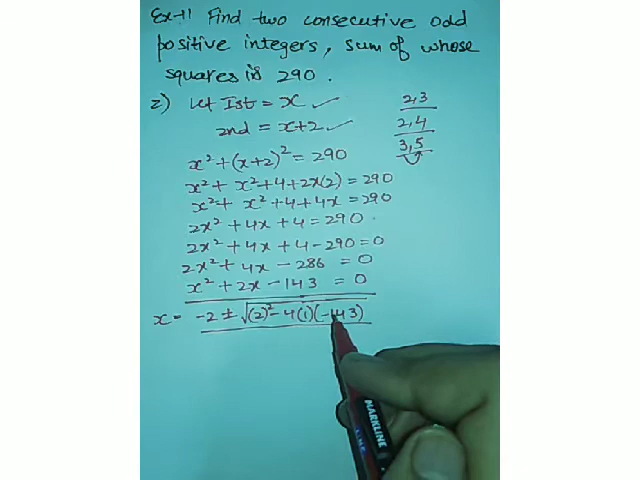 Ex-11 Find two consecutive odd
positive integers, sum of whose
squares is 290.
2) Let Ist = x ✓
2nd = x+2 ✓
2,3
2,4
3,5
x² + (x+2)² = 290
x² + x² + 4 + 2x(2) = 290
x² + x² + 4 + 4x = 290
2x² + 4x + 4 = 290
2x² + 4x + 4 - 290 = 0
2x² + 4x - 286 = 0
x² + 2x - 143 = 0
x = -2 ± √(2)² - 4(1)(-143)
MARKLINE